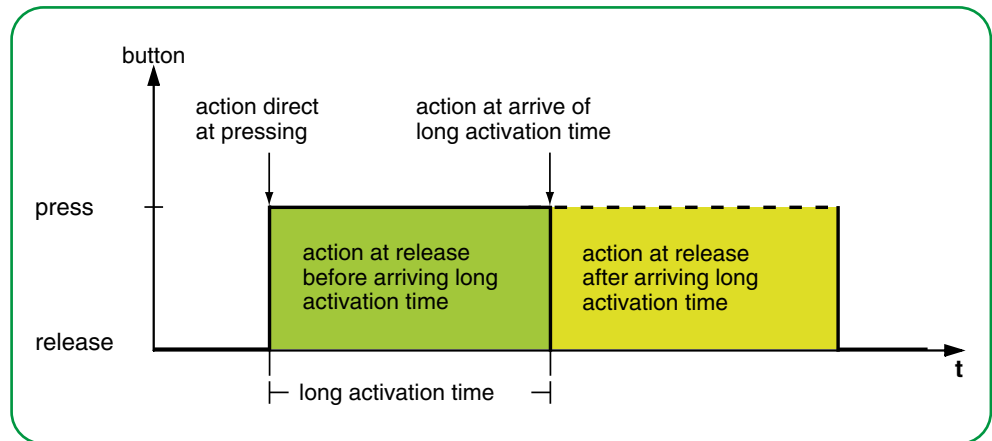 button
action direct
at pressing
action at arrive of
long activation time
press
action at release
before arriving long
activation time
action at release
after arriving long
activation time
release
t
long activation time